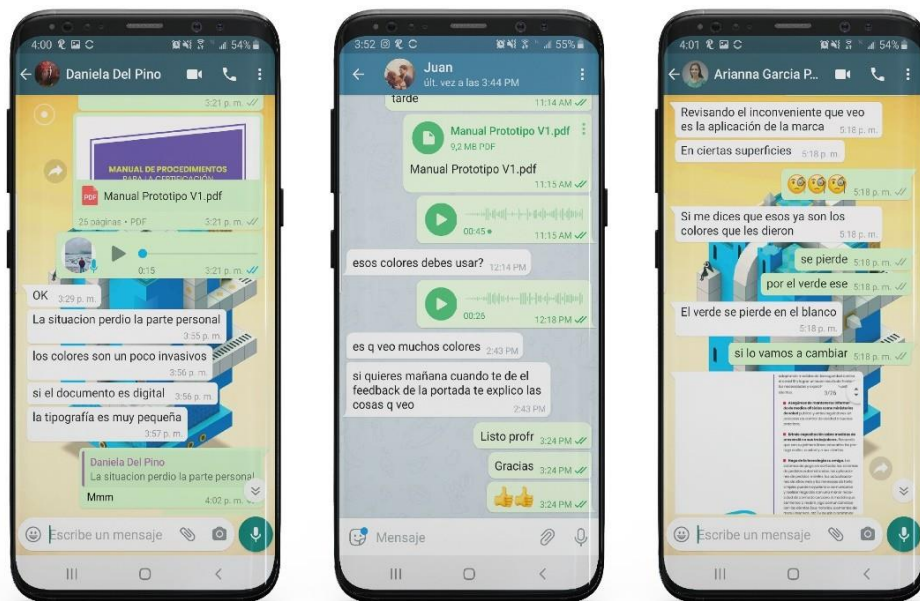 4:00
54%
Daniela Del Pino
3:21 p. m.
MANUAL DE PROCEDIMIENTOS
PARA LA CERTIFICACIÓN
PDF
Manual Prototipo V1.pdf
25 páginas • PDF
3:21 p. m.
0:15
3:21 p. m.
OK
3:29 p. m.
La situacion perdio la parte personal
3:55 p. m.
los colores son un poco invasivos
3:56 p. m.
si el documento es digital
3:56 p. m.
la tipografía es muy pequeña
3:57 p. m.
Daniela Del Pino
La situacion perdio la parte personal
Mmm
4:02 p. m.
Escribe un mensaje
3:52
55%
Juan
últ. vez a las 3:44 PM
tarde
11:14 AM
Manual Prototipo V1.pdf
9,2 MB PDF
Manual Prototipo V1.pdf
11:15 AM
00:45
11:15 AM
esos colores debes usar?
12:14 PM
00:26
12:18 PM
es q veo muchos colores
2:43 PM
si quieres mañana cuando te de el
feedback de la portada te explico las
cosas q veo
2:43 PM
Listo profr
3:24 PM
Gracias
3:24 PM
3:24 PM
Mensaje
4:01
54%
Arianna Garcia P...
Revisando el inconveniente que veo
es la aplicación de la marca
5:18 p. m.
En ciertas superficies
5:18 p. m.
5:18 p. m.
Si me dices que esos ya son los
colores que les dieron
5:18 p. m.
se pierde
5:18 p. m.
por el verde ese
5:18 p. m.
El verde se pierde en el blanco
5:18 p. m.
si lo vamos a cambiar
5:18 p. m.
3/26
Escribe un mensaje